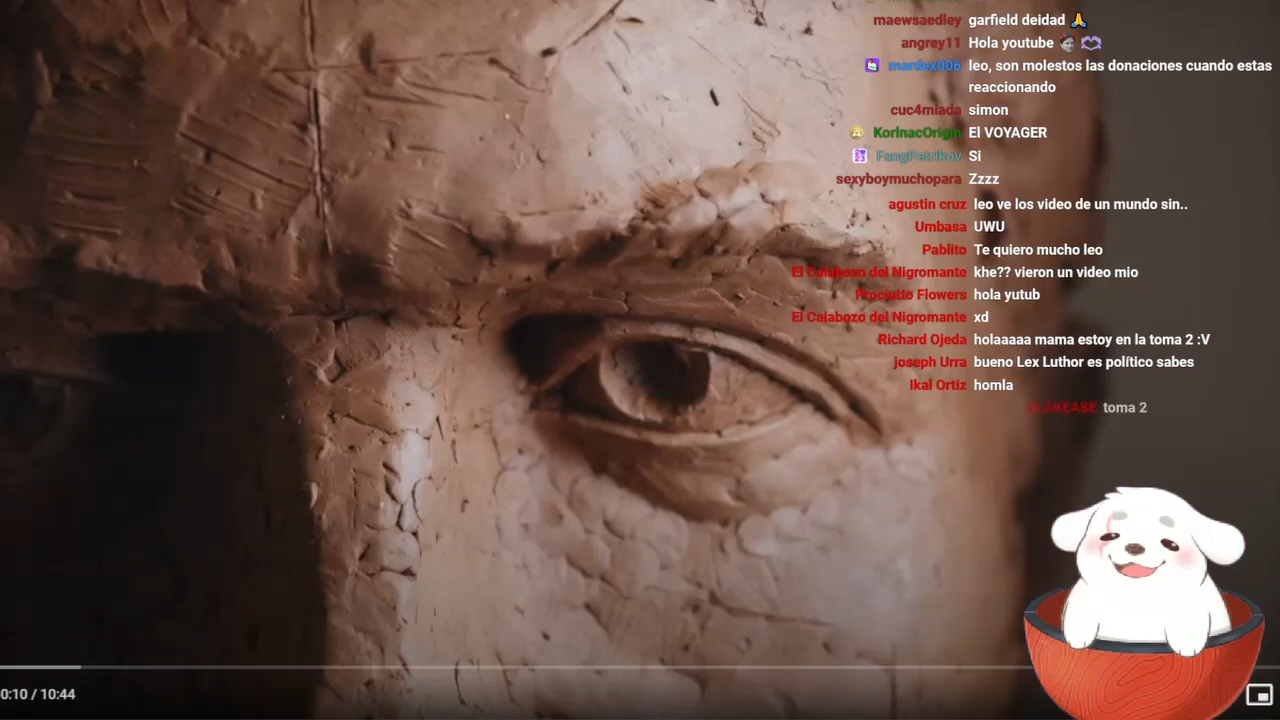 maewsaedley garfield deidad 🙏
angrey11 Hola youtube
mardex006 leo, son molestos las donaciones cuando estas
reaccionando
cuc4miada simon
KorInacOrigin El VOYAGER
FangPetrikov Si
sexyboymuchopara Zzzz
agustin cruz leo ve los video de un mundo sin..
Umbasa UWU
Pablito Te quiero mucho leo
El Calabozo del Nigromante khe?? vieron un video mio
Prociutto Flowers hola yutub
El Calabozo del Nigromante xd
Richard Ojeda holaaaaa mama estoy en la toma 2 :V
joseph Urra bueno Lex Luthor es político sabes
Ikal Ortiz homla
toma 2
0:10 / 10:44